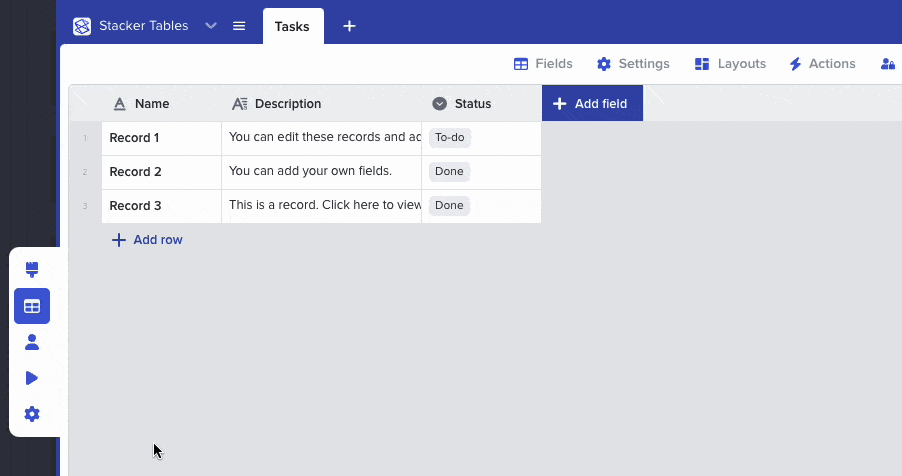 Stacker Tables Tasks
Fields Settings Layouts Actions
Name Description Status Add field
1 Record 1 You can edit these records and ad To-do
2 Record 2 You can add your own fields. Done
3 Record 3 This is a record. Click here to view Done
Add row